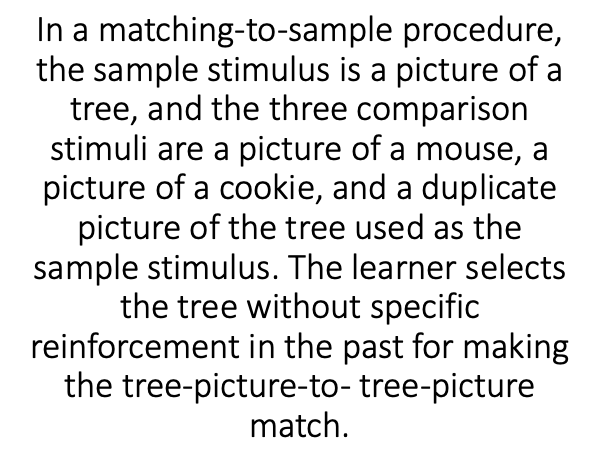 In a matching-to-sample procedure,
the sample stimulus is a picture of a
tree, and the three comparison
stimuli are a picture of a mouse, a
picture of a cookie, and a duplicate
picture of the tree used as the
sample stimulus. The learner selects
the tree without specific
reinforcement in the past for making
the tree-picture-to- tree-picture
match.